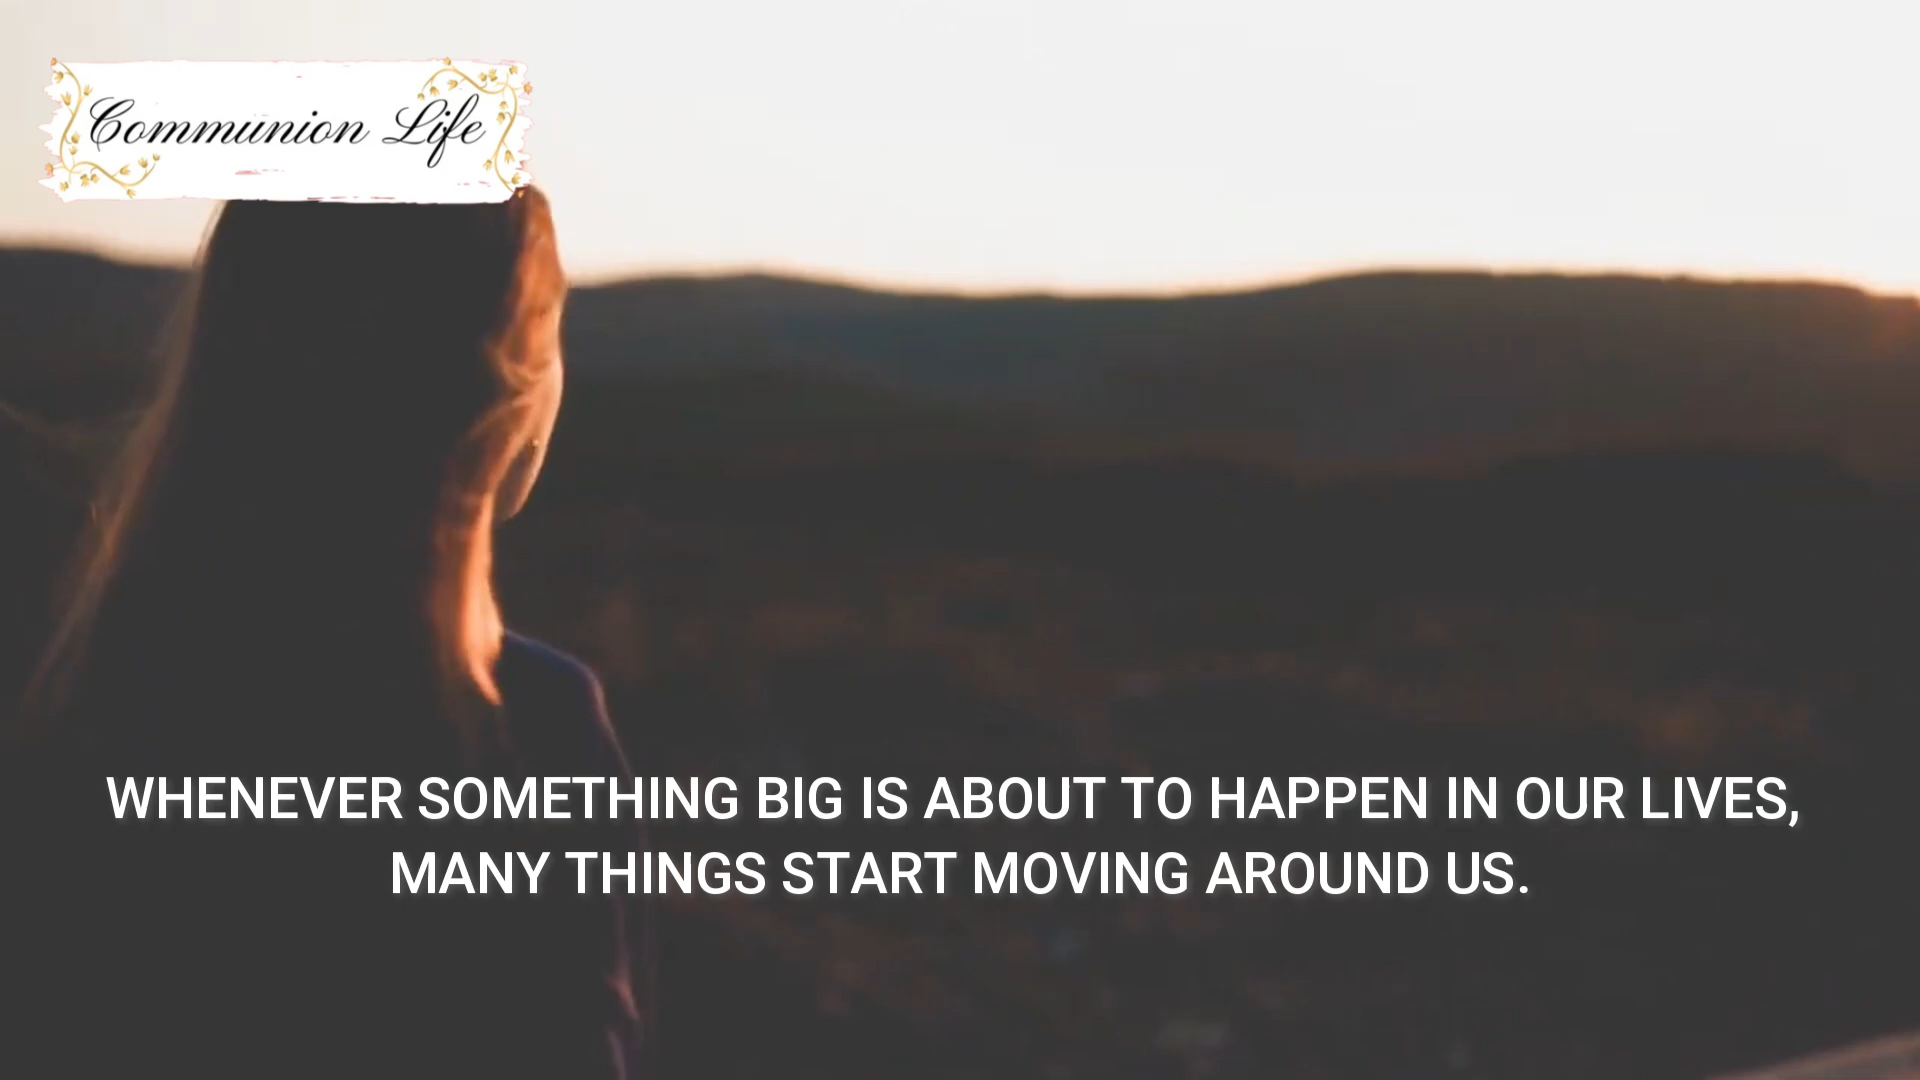 Communion Life
WHENEVER SOMETHING BIG IS ABOUT TO HAPPEN IN OUR LIVES,
MANY THINGS START MOVING AROUND US.